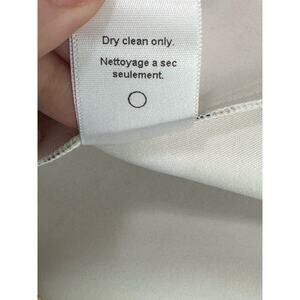 Dry clean only.
Nettoyage a sec
seulement.